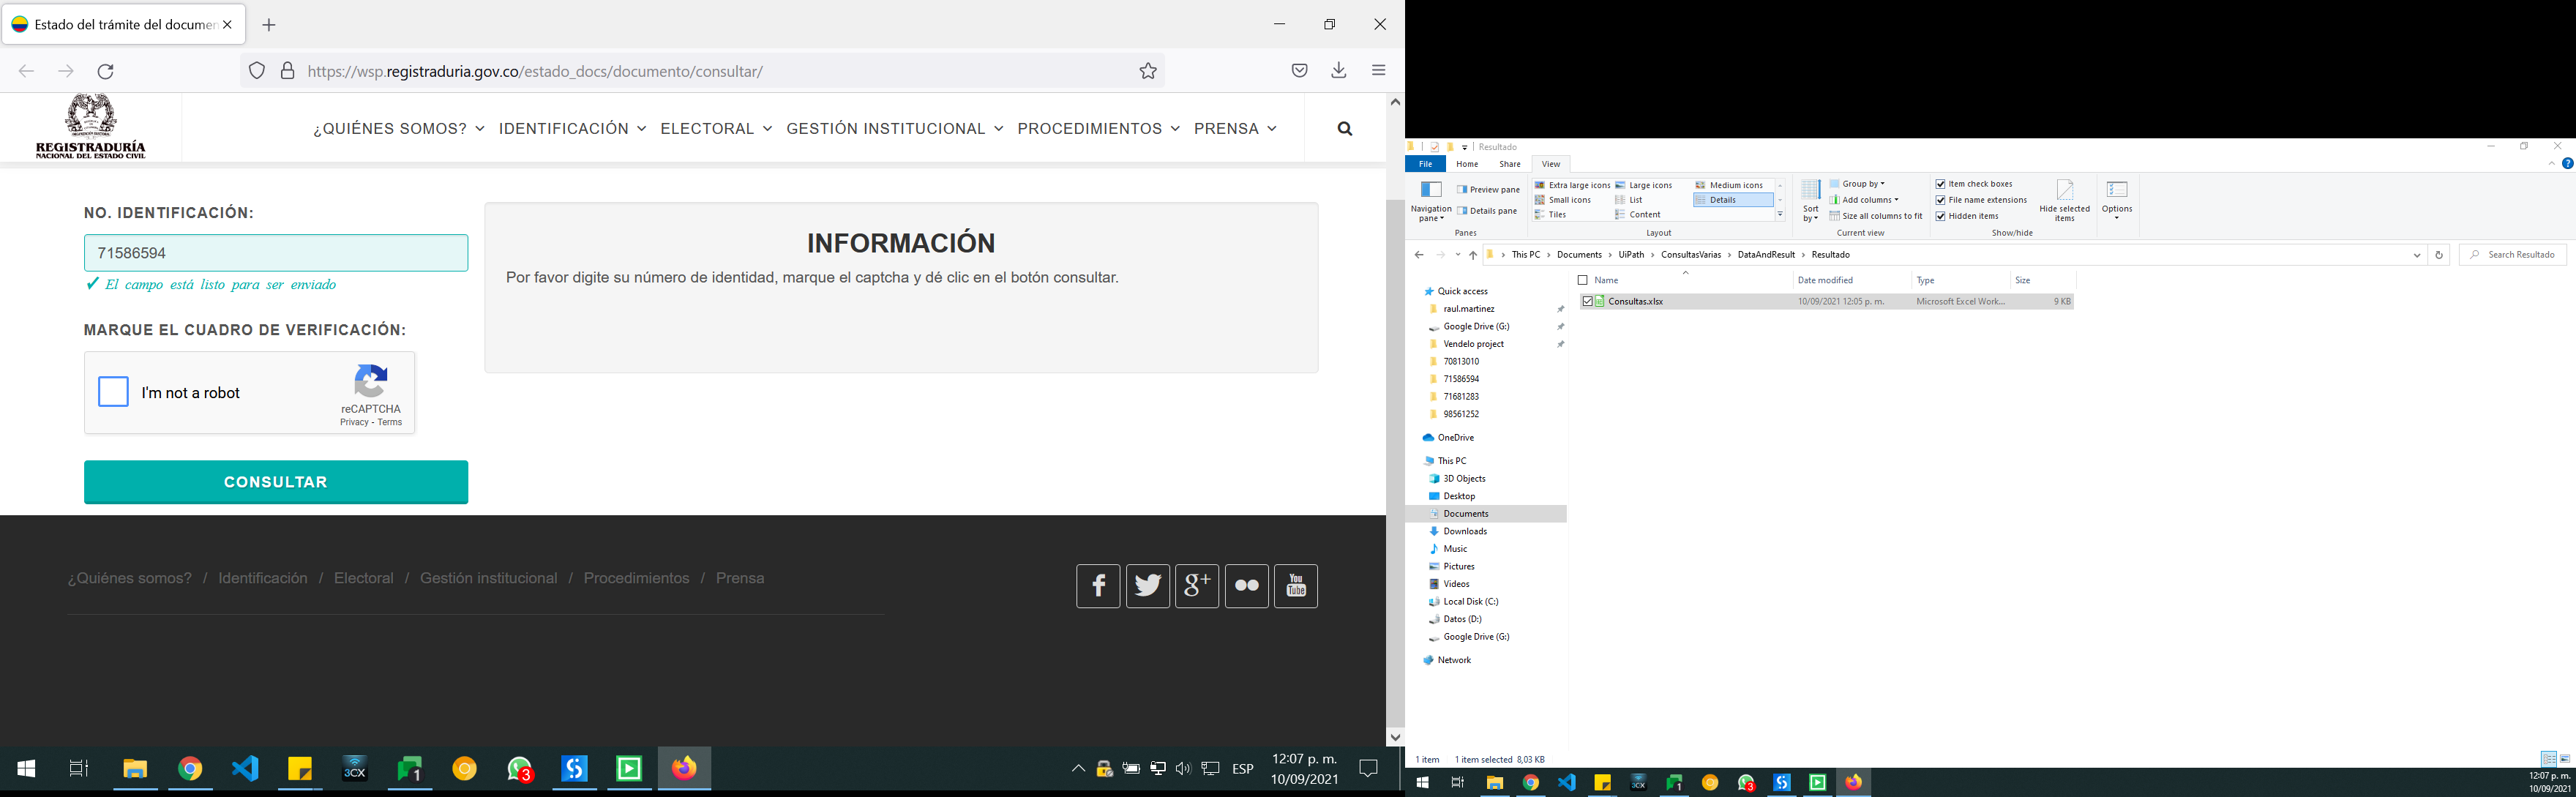 Estado del trámite del documen
https://wsp.registraduria.gov.co/estado_docs/documento/consultar/
REGISTRADURÍA
NACIONAL DEL ESTADO CIVIL
¿QUIÉNES SOMOS? IDENTIFICACIÓN ELECTORAL GESTIÓN INSTITUCIONAL PROCEDIMIENTOS PRENSA
NO. IDENTIFICACIÓN:
71586594
✓ El campo está listo para ser enviado
MARQUE EL CUADRO DE VERIFICACIÓN:
I'm not a robot
reCAPTCHA
Privacy - Terms
CONSULTAR
INFORMACIÓN
Por favor digite su número de identidad, marque el captcha y dé clic en el botón consultar.
¿Quiénes somos? / Identificación / Electoral / Gestión institucional / Procedimientos / Prensa
f g+ You Tube
3CX 1 3 ESP
12:07 p. m.
10/09/2021
Resultado
File Home Share View
Navigation pane
Preview pane
Details pane
Panes
Extra large icons Large icons Medium icons
Small icons List Details
Tiles Content
Layout
Sort by
Group by
Add columns
Size all columns to fit
Current view
Item check boxes
File name extensions
Hidden items
Hide selected items
Show/hide
Options
This PC > Documents > UiPath > ConsultasVarias > DataAndResult > Resultado
Search Resultado
Name Date modified Type Size
Consultas.xlsx 10/09/2021 12:05 p. m. Microsoft Excel Work... 9 KB
Quick access
raul.martinez
Google Drive (G:)
Vendelo project
70813010
71586594
71681283
98561252
OneDrive
This PC
3D Objects
Desktop
Documents
Downloads
Music
Pictures
Videos
Local Disk (C:)
Datos (D:)
Google Drive (G:)
Network
1 item 1 item selected 8,03 KB
3CX 1 3
12:07 p. m.
10/09/2021